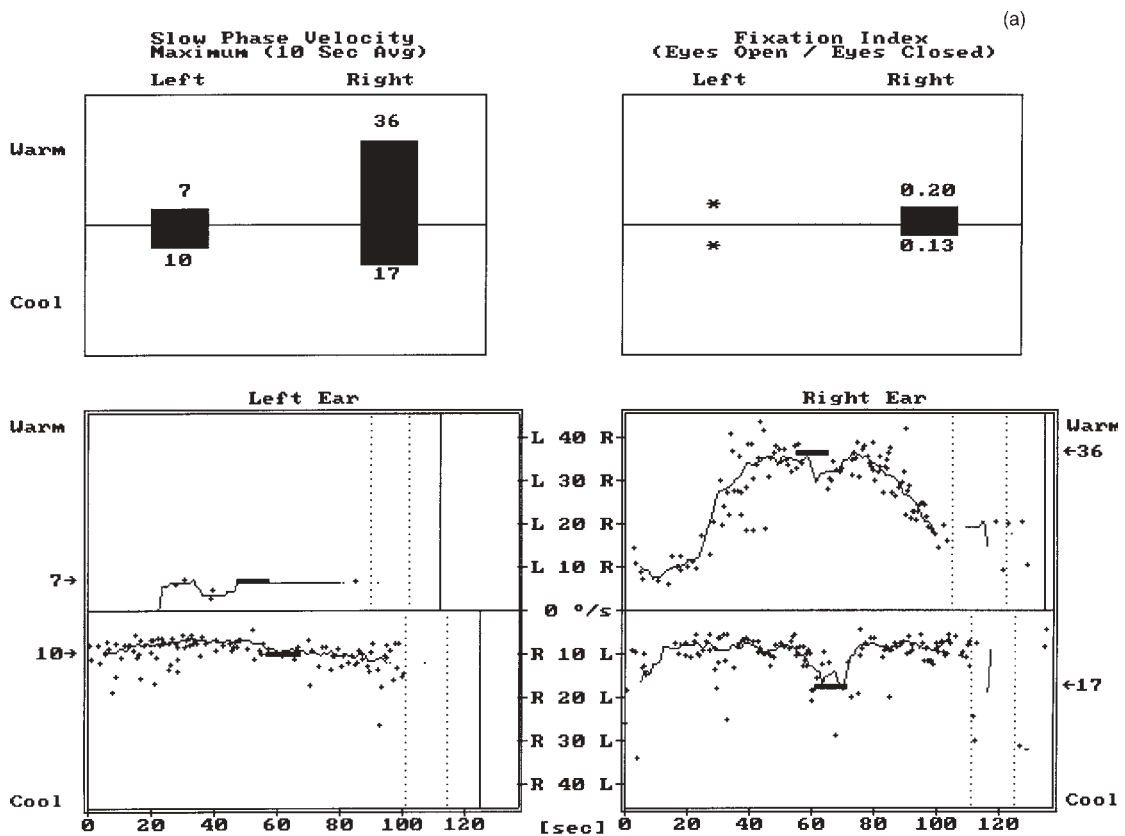 (a)
Slow Phase Velocity
Maximum (10 Sec Avg)
Left Right
Warm
36
7
10
17
Cool
Fixation Index
(Eyes Open / Eyes Closed)
Left Right
* 0.20
* 0.13
Left Ear
Right Ear
Warm
Warm
L 40 R
←36
L 30 R
L 20 R
7→
L 10 R
0 °/s
10→
R 10 L
←17
R 20 L
R 30 L
R 40 L
Cool
Cool
0 20 40 60 80 100 120 [sec] 0 20 40 60 80 100 120